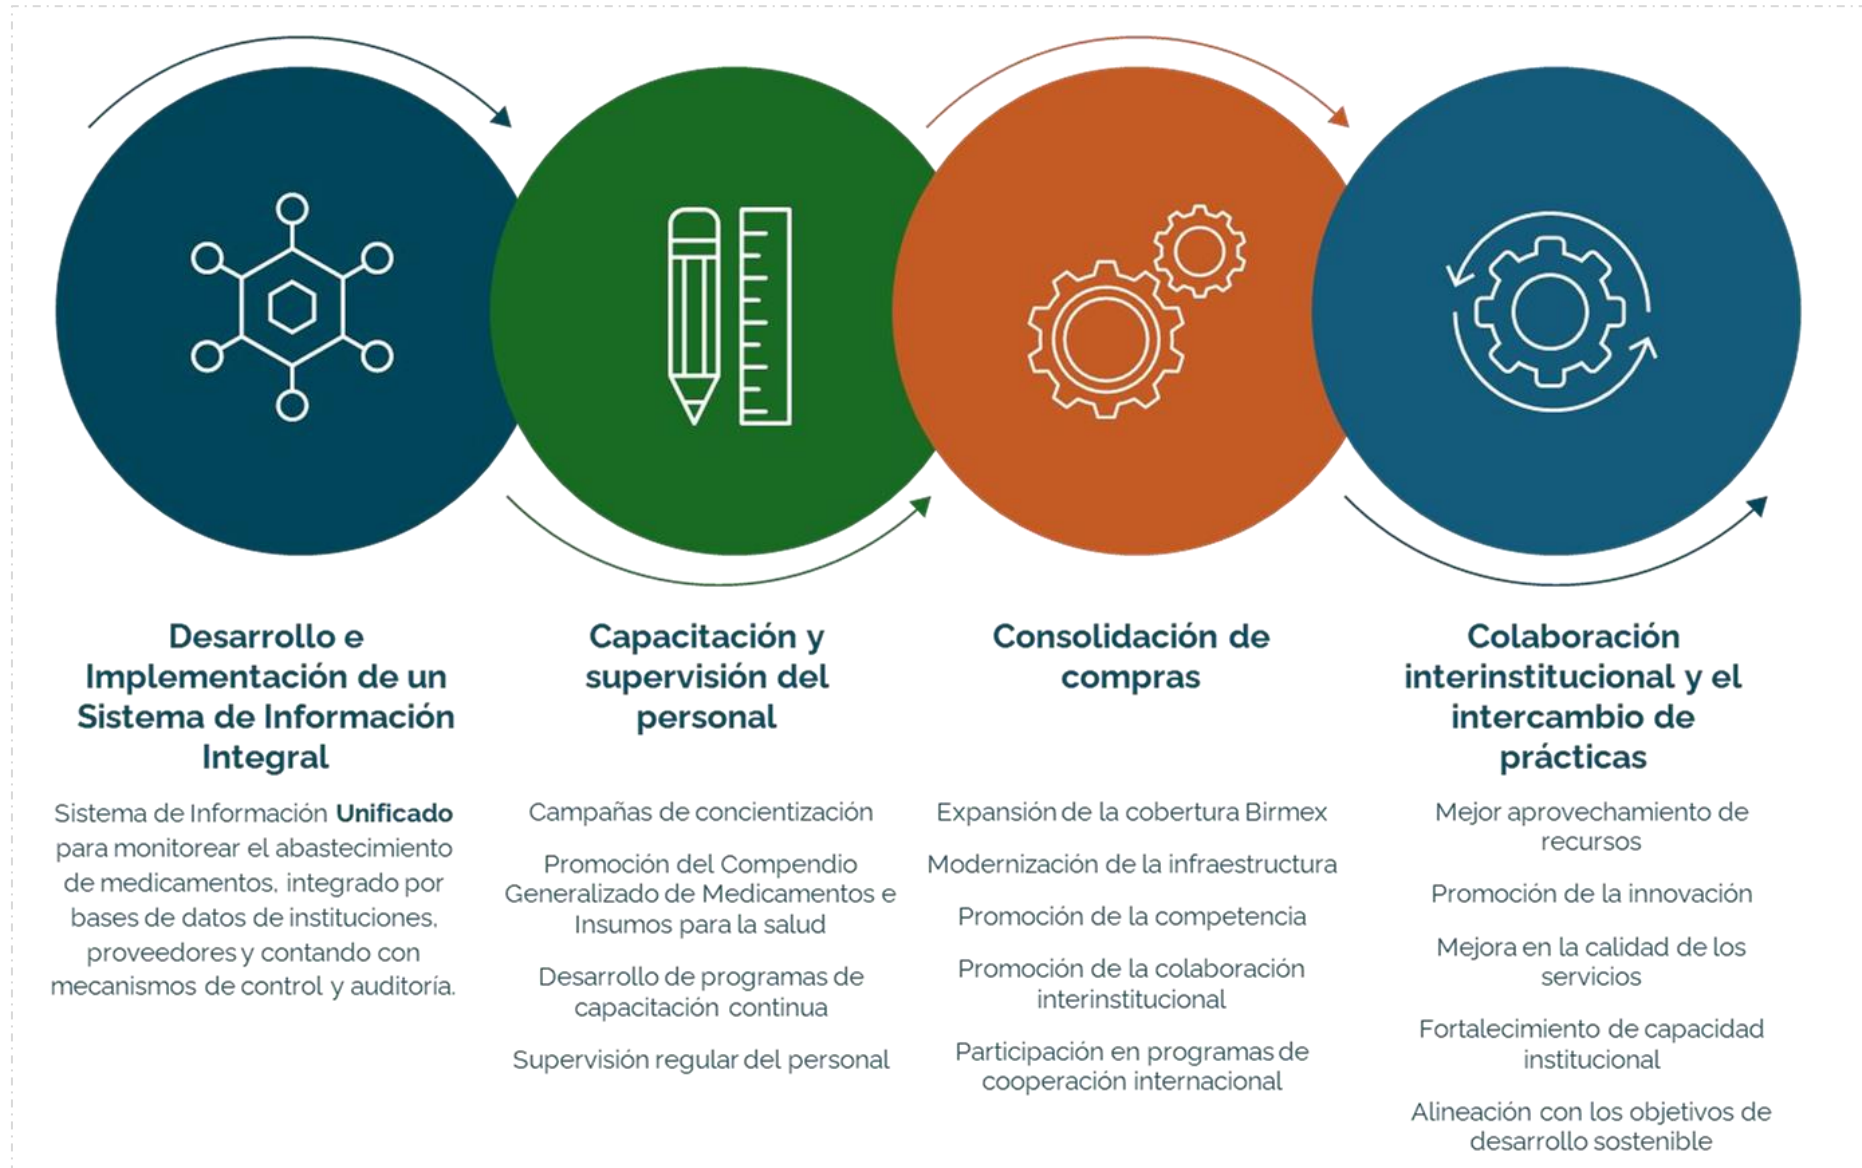 Desarrollo e
Implementación de un
Sistema de Información
Integral
Sistema de Información Unificado
para monitorear el abastecimiento
de medicamentos, integrado por
bases de datos de instituciones,
proveedores y contando con
mecanismos de control y auditoría.
Capacitación y
supervisión del
personal
Campañas de concientización
Promoción del Compendio
Generalizado de Medicamentos e
Insumos para la salud
Desarrollo de programas de
capacitación continua
Supervisión regular del personal
Consolidación de
compras
Expansión de la cobertura Birmex
Modernización de la infraestructura
Promoción de la competencia
Promoción de la colaboración
interinstitucional
Participación en programas de
cooperación internacional
Colaboración
interinstitucional y el
intercambio de
prácticas
Mejor aprovechamiento de
recursos
Promoción de la innovación
Mejora en la calidad de los
servicios
Fortalecimiento de capacidad
institucional
Alineación con los objetivos de
desarrollo sostenible